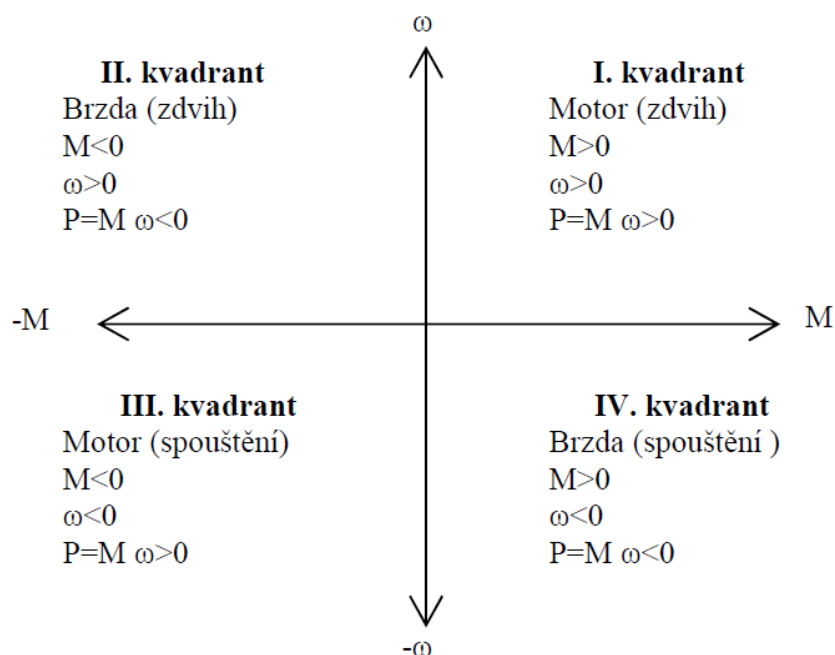 ω
II. kvadrant
Brzda (zdvih)
M<0
ω>0
P=M ω<0
I. kvadrant
Motor (zdvih)
M>0
ω>0
P=M ω>0
-M
M
III. kvadrant
Motor (spouštění)
M<0
ω<0
P=M ω>0
IV. kvadrant
Brzda (spouštění )
M>0
ω<0
P=M ω<0
-ω